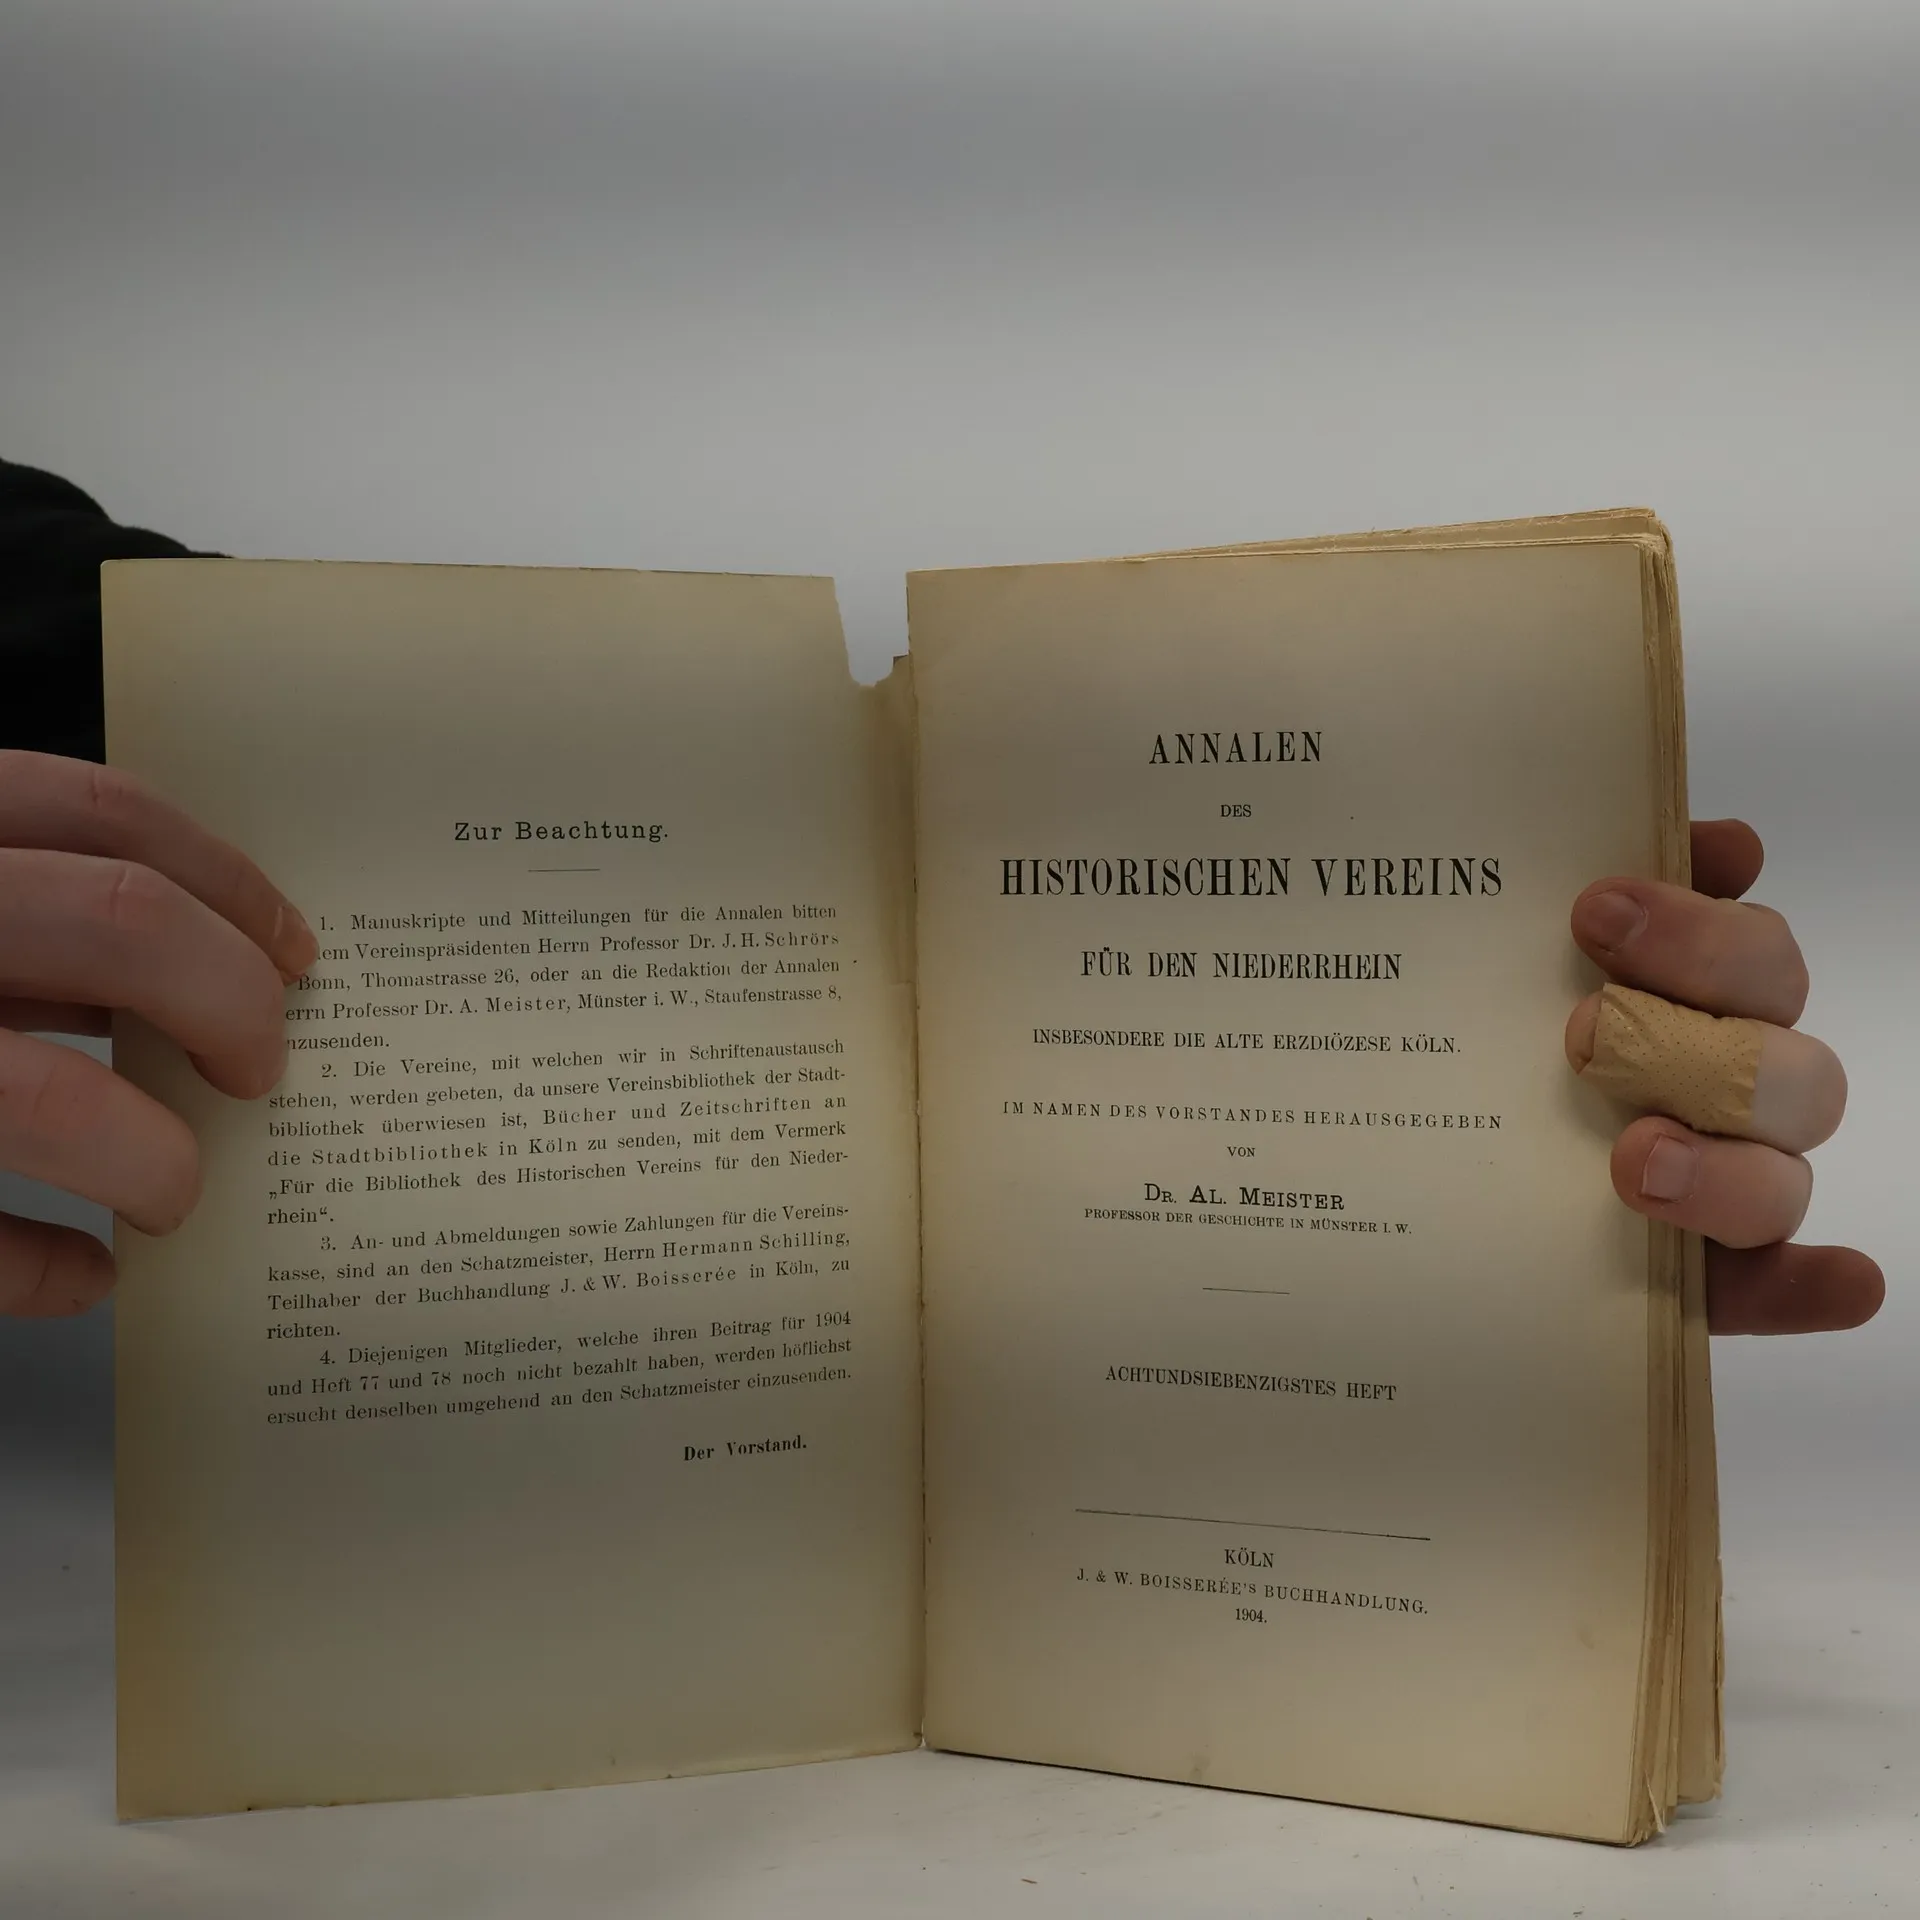 Zur Beachtung.
1. Manuskripte und Mitteilungen für die Annalen bitten
dem Vereinspräsidenten Herrn Professor Dr. J. H. Schrörs
Bonn, Thomastrasse 26, oder an die Redaktion der Annalen
errn Professor Dr. A. Meister, Münster i. W., Staufenstrasse 8,
nzusenden.
2. Die Vereine, mit welchen wir in Schriftenaustausch
stehen, werden gebeten, da unsere Vereinsbibliothek der Stadt-
bibliothek überwiesen ist, Bücher und Zeitschriften an
die Stadtbibliothek in Köln zu senden, mit dem Vermerk
„Für die Bibliothek des Historischen Vereins für den Nieder-
rhein“.
3. An- und Abmeldungen sowie Zahlungen für die Vereins-
kasse, sind an den Schatzmeister, Herrn Hermann Schilling,
Teilhaber der Buchhandlung J. & W. Boisserée in Köln, zu
richten.
4. Diejenigen Mitglieder, welche ihren Beitrag für 1904
und Heft 77 und 78 noch nicht bezahlt haben, werden höflichst
ersucht denselben umgehend an den Schatzmeister einzusenden.
Der Vorstand.
ANNALEN
DES
HISTORISCHEN VEREINS
FÜR DEN NIEDERRHEIN
INSBESONDERE DIE ALTE ERZDIÖZESE KÖLN.
IM NAMEN DES VORSTANDES HERAUSGEGEBEN
VON
DR. AL. MEISTER
PROFESSOR DER GESCHICHTE IN MÜNSTER I. W.
ACHTUNDSIEBENZIGSTES HEFT
KÖLN
J. & W. BOISSERÉE'S BUCHHANDLUNG.
1904.